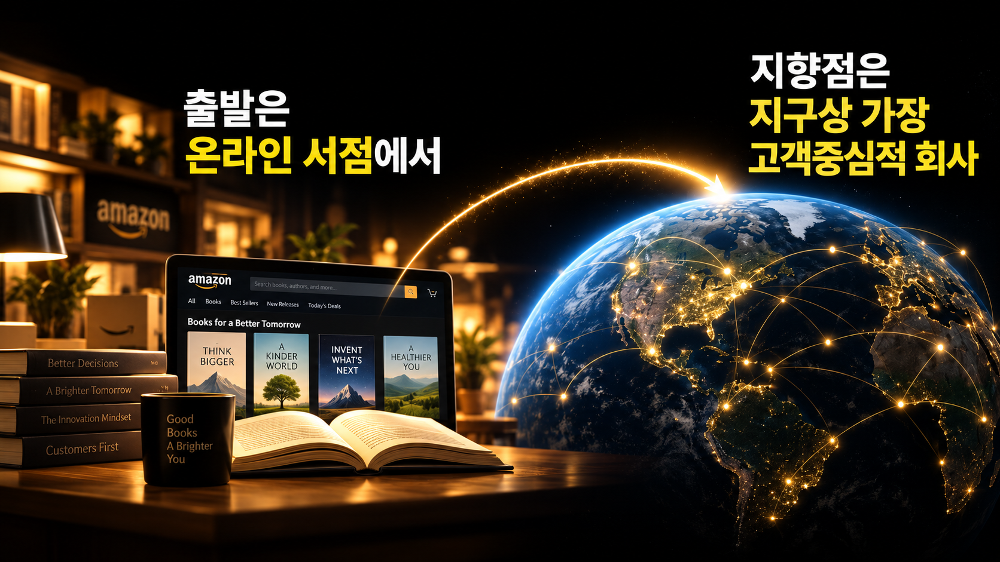 출발은
온라인 서점에서
지향점은
지구상 가장
고객중심적 회사
amazon
amazon
Search books, authors, and more...
All Books Best Sellers New Releases Today's Deals
Books for a Better Tomorrow
THINK
BIGGER
A
KINDER
WORLD
INVENT
WHAT'S
NEXT
A
HEALTHIER
YOU
Better Decisions
A Brighter Tomorrow
The Innovation Mindset
Customers First
Good
Books
A Brighter
You